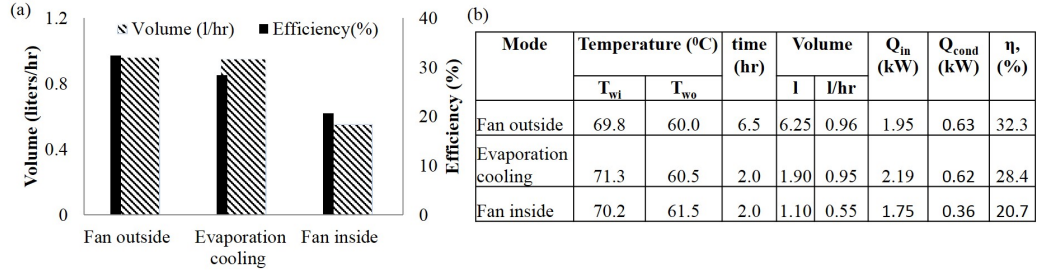 (a)
1.2
0.8
0.4
0
Volume (liters/hr)
Volume (l/hr)
Efficiency(%)
40
30
20
10
0
Efficiency (%)
Fan outside
Evaporation
cooling
Fan inside
(b)
Mode Temperature (⁰C) time (hr) Volume Qin (kW) Qcond (kW) η, (%)
Twi Two l l/hr
Fan outside 69.8 60.0 6.5 6.25 0.96 1.95 0.63 32.3
Evaporation
cooling 71.3 60.5 2.0 1.90 0.95 2.19 0.62 28.4
Fan inside 70.2 61.5 2.0 1.10 0.55 1.75 0.36 20.7